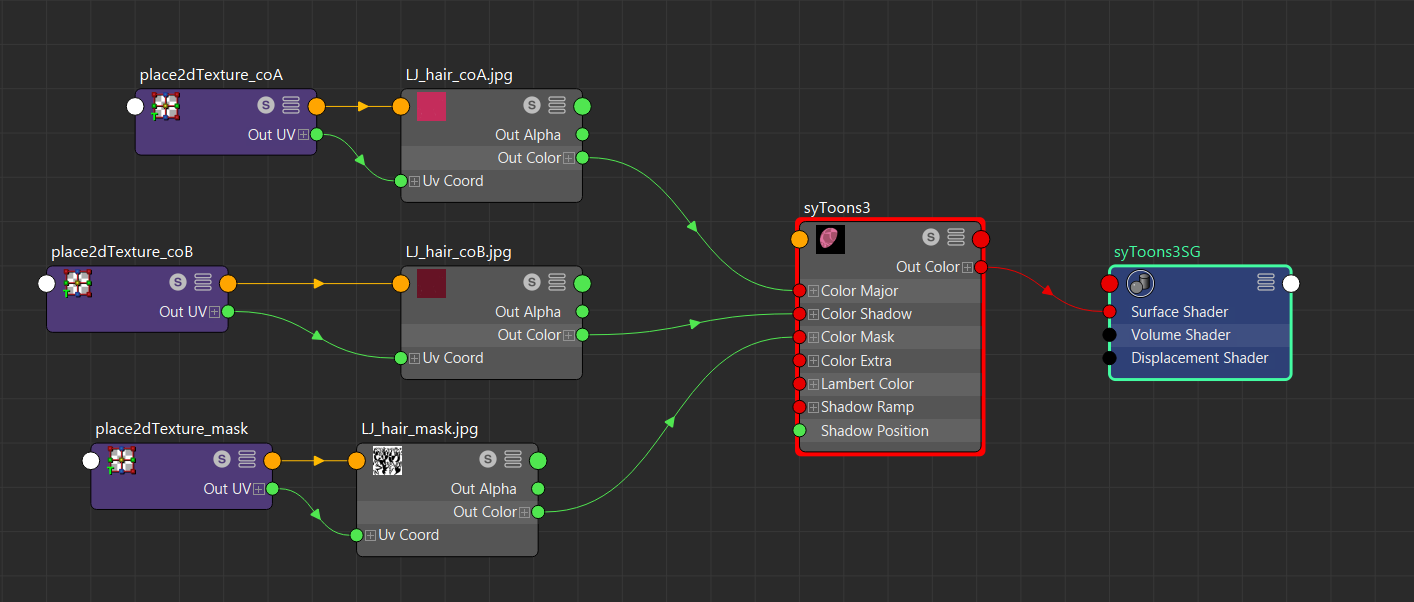 place2dTexture_coA
S
Out UV
LJ_hair_coA.jpg
S
Out Alpha
Out Color
Uv Coord
place2dTexture_coB
S
Out UV
LJ_hair_coB.jpg
S
Out Alpha
Out Color
Uv Coord
place2dTexture_mask
S
Out UV
LJ_hair_mask.jpg
S
Out Alpha
Out Color
Uv Coord
syToons3
S
Out Color
Color Major
Color Shadow
Color Mask
Color Extra
Lambert Color
Shadow Ramp
Shadow Position
syToons3SG
Surface Shader
Volume Shader
Displacement Shader